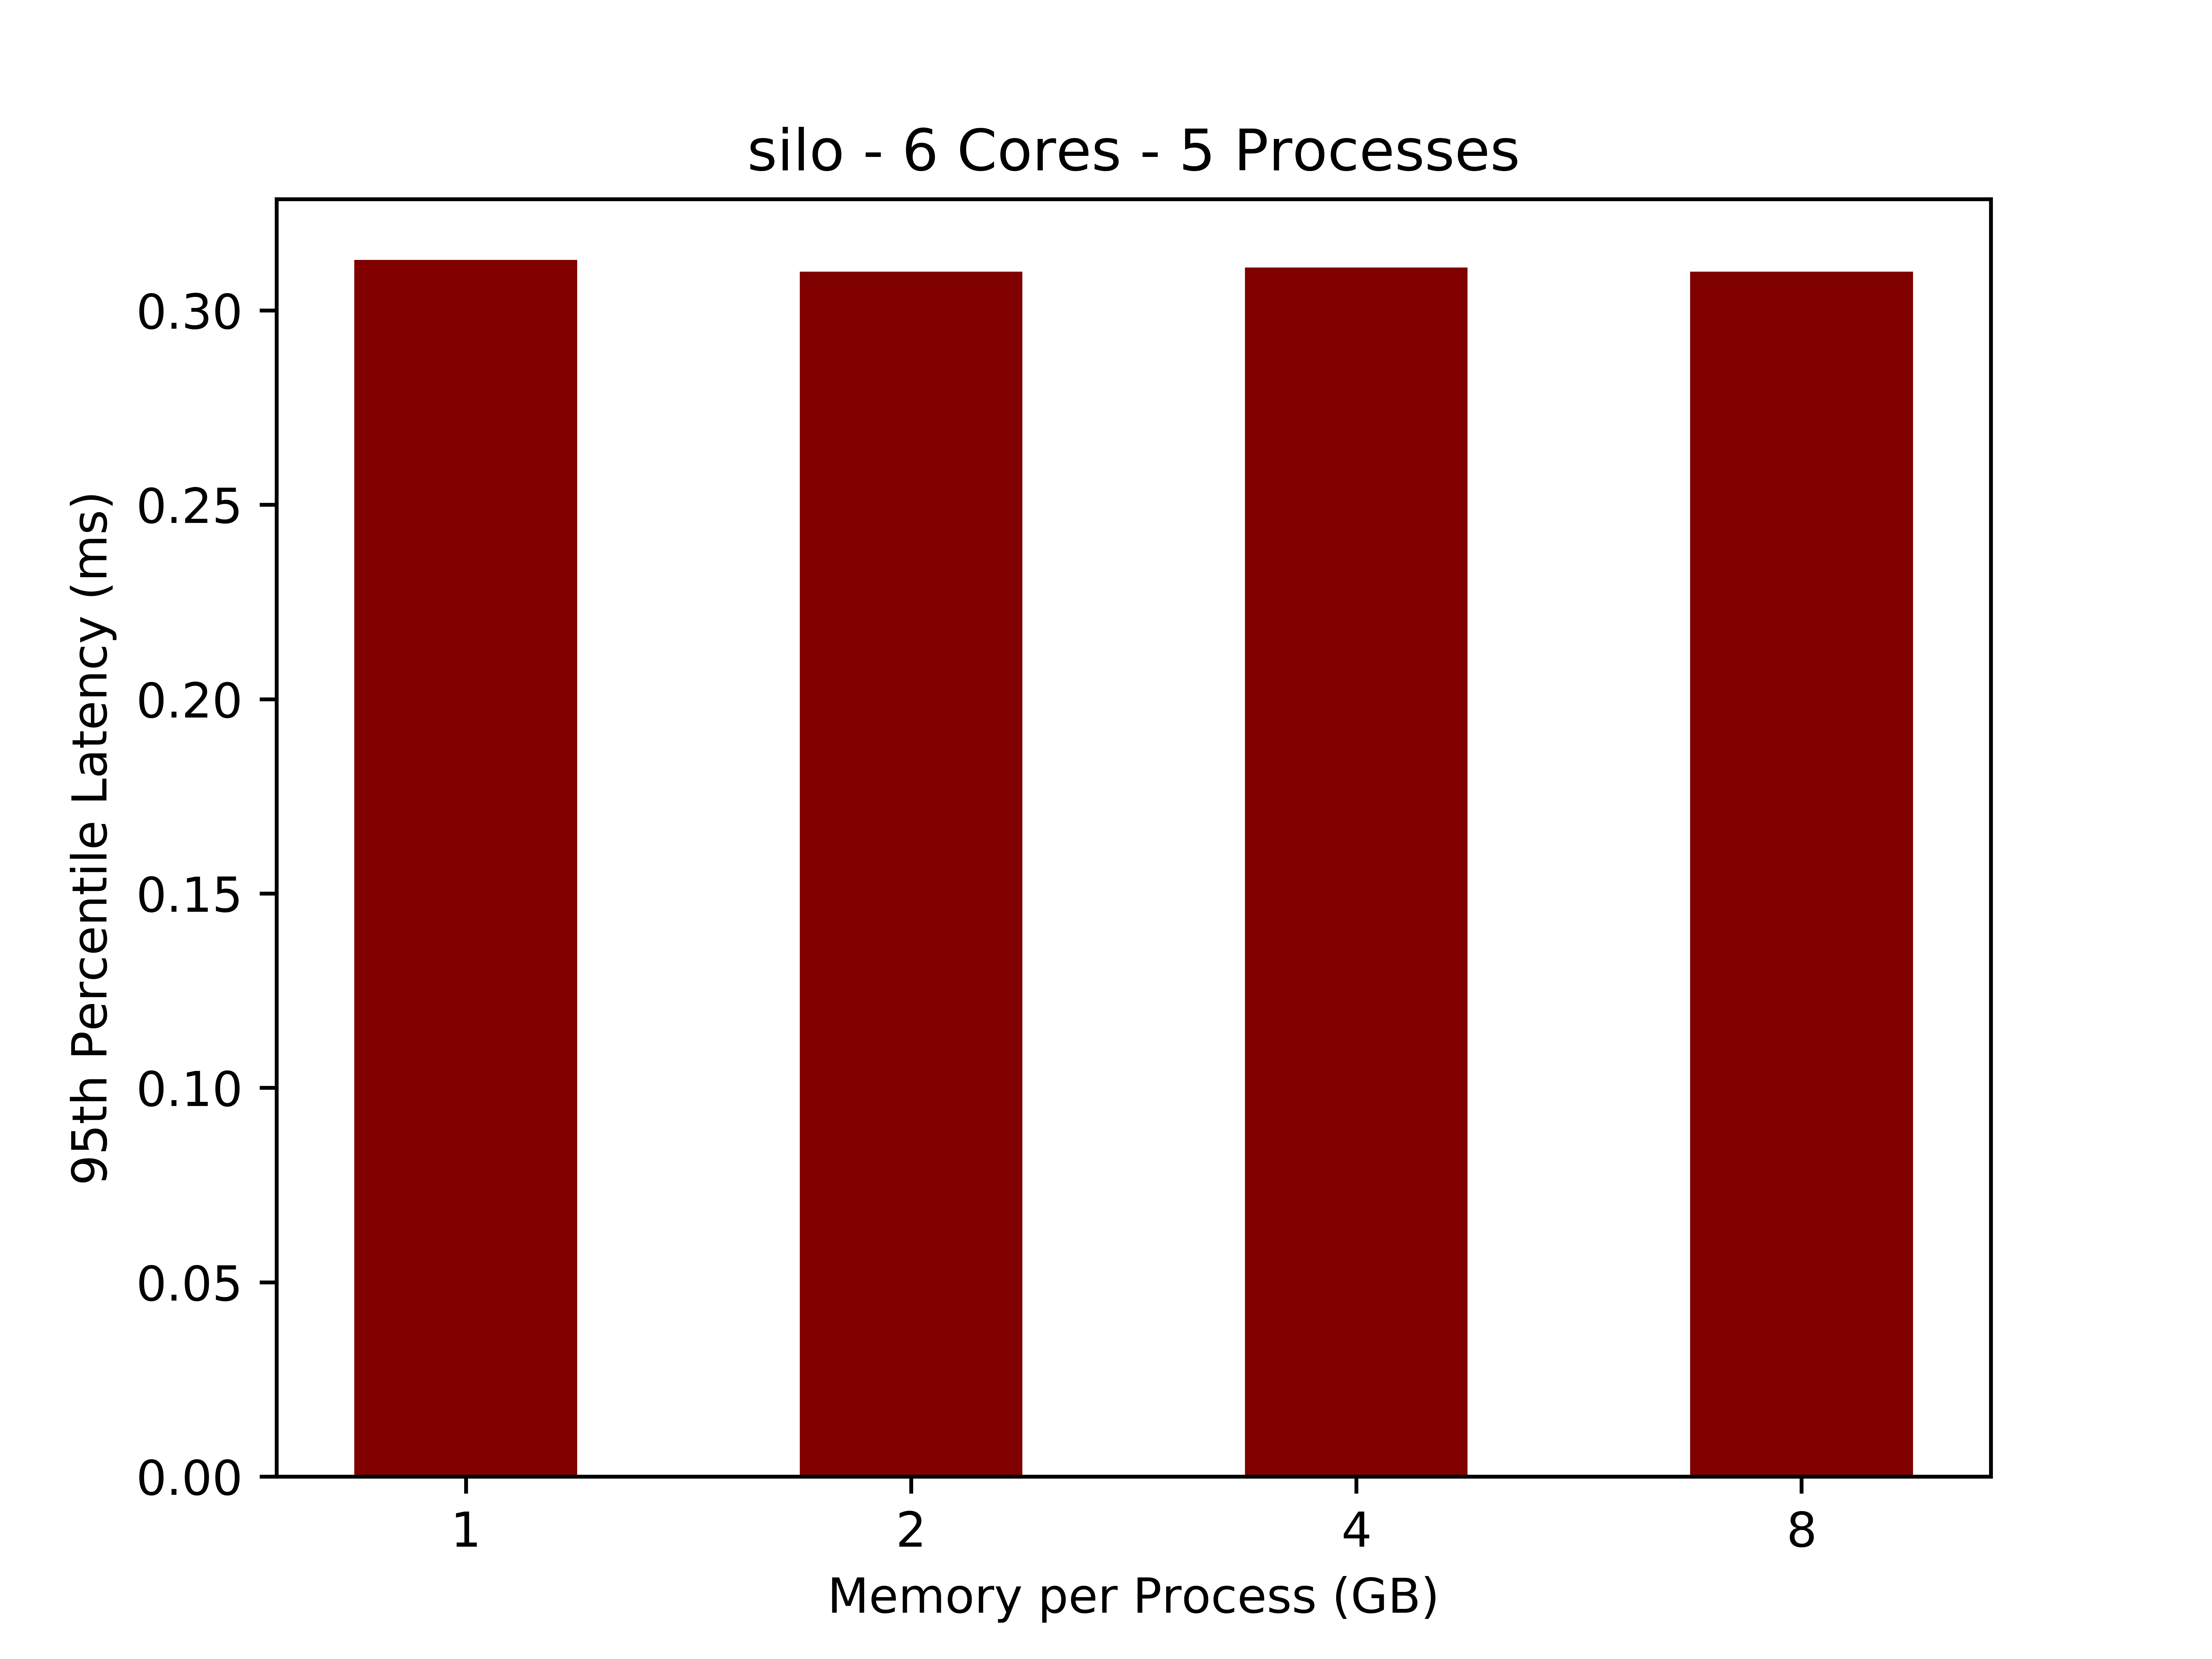 silo - 6 Cores - 5 Processes
95th Percentile Latency (ms)
0.30
0.25
0.20
0.15
0.10
0.05
0.00
1 2 4 8
Memory per Process (GB)